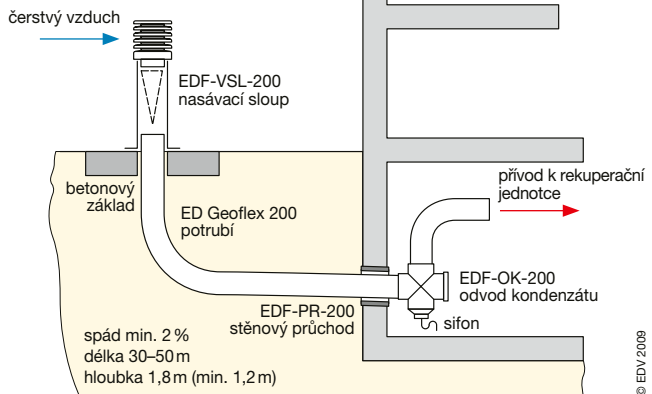 čerstvý vzduch
EDF-VSL-200
nasávací sloup
betonový
základ
ED Geoflex 200
potrubí
přívod k rekuperační
jednotce
EDF-OK-200
odvod kondenzátu
EDF-PR-200
stěnový průchod
sifon
spád min. 2 %
délka 30–50 m
hloubka 1,8 m (min. 1,2 m)
© EDV 2009